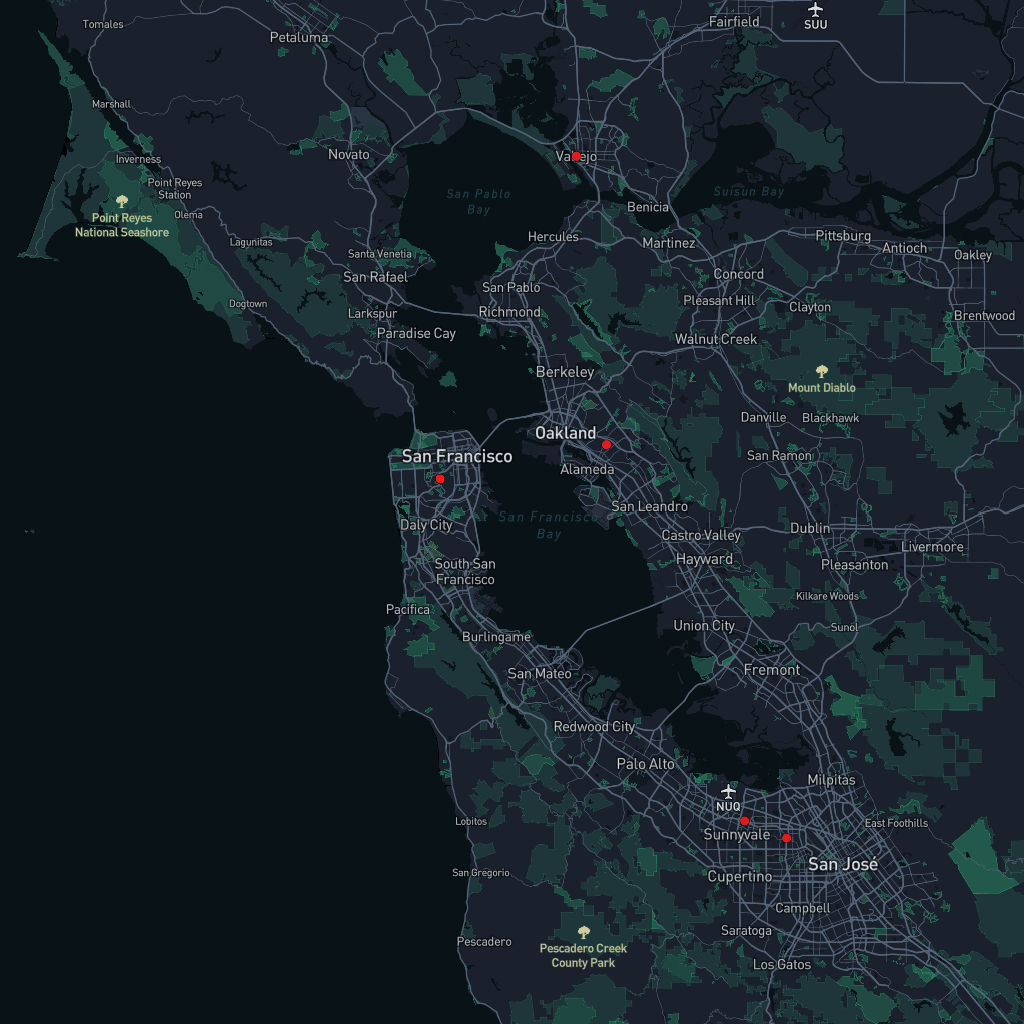 Tomales
Petaluma
Fairfield
SUU
Marshall
Inverness
Novato
Vallejo
Point Reyes
Station
San Pablo
Bay
Suisun Bay
Point Reyes
National Seashore
Olema
Benicia
Lagunitas
Santa Venetia
Hercules
Martinez
Pittsburg
Antioch
Oakley
San Rafael
San Pablo
Concord
Dogtown
Larkspur
Richmond
Pleasant Hill
Clayton
Brentwood
Paradise Cay
Walnut Creek
Berkeley
Mount Diablo
Danville
Blackhawk
Oakland
San Francisco
Alameda
San Ramon
San Leandro
Daly City
San Francisco
Bay
Castro Valley
Dublin
Livermore
Hayward
Pleasanton
South San
Francisco
Kilkare Woods
Pacifica
Burlingame
Union City
Sunol
San Mateo
Fremont
Redwood City
Palo Alto
Milpitas
NUQ
Lobitos
Sunnyvale
East Foothills
San José
San Gregorio
Cupertino
Campbell
Saratoga
Pescadero
Pescadero Creek
County Park
Los Gatos